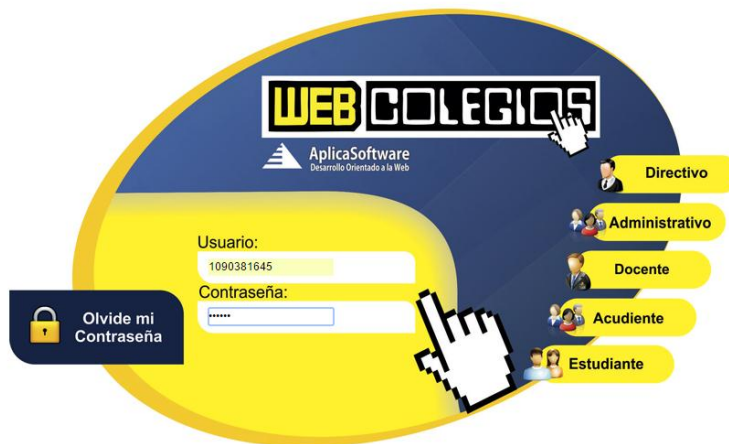 WEB COLEGIOS
AplicaSoftware
Desarrollo Orientado a la Web
Directivo
Administrativo
Docente
Acudiente
Estudiante
Usuario:
1090381645
Contraseña:
••••••
Olvide mi
Contraseña